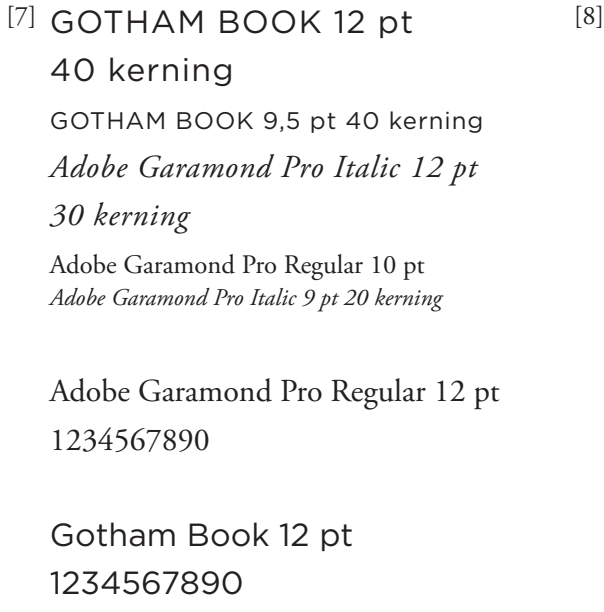 [7] GOTHAM BOOK 12 pt [8]
40 kerning
GOTHAM BOOK 9,5 pt 40 kerning
Adobe Garamond Pro Italic 12 pt
30 kerning
Adobe Garamond Pro Regular 10 pt
Adobe Garamond Pro Italic 9 pt 20 kerning
Adobe Garamond Pro Regular 12 pt
1234567890
Gotham Book 12 pt
1234567890